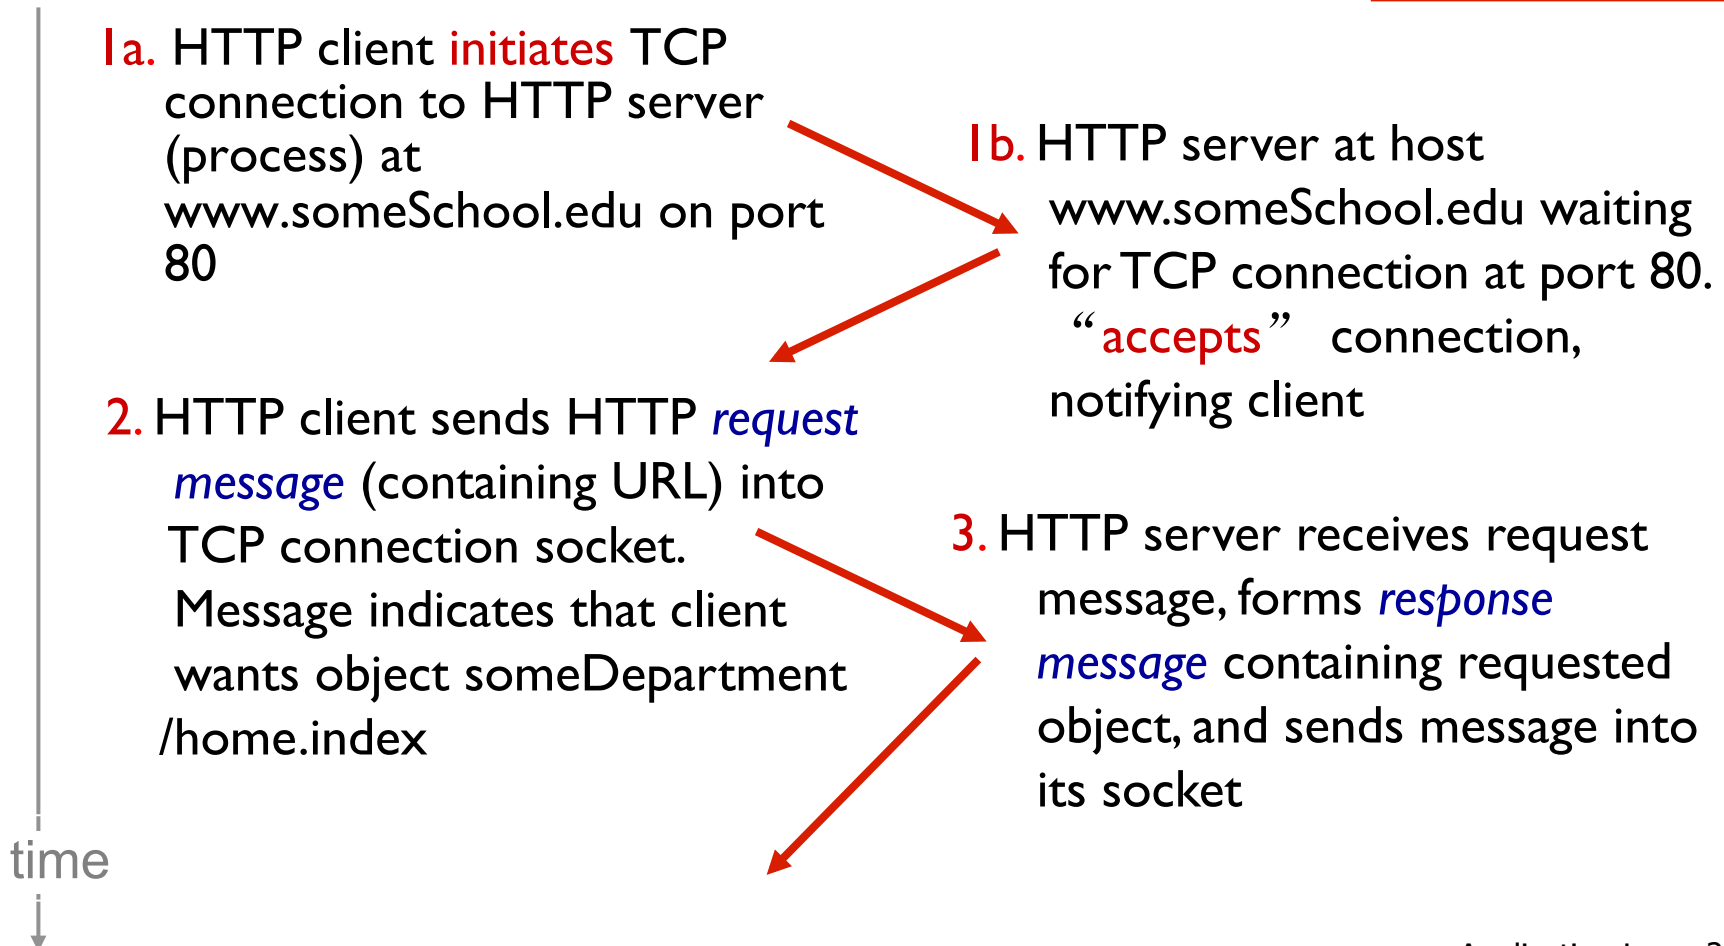 1a. HTTP client initiates TCP
connection to HTTP server
(process) at
www.someSchool.edu on port
80
1b. HTTP server at host
www.someSchool.edu waiting
for TCP connection at port 80.
“accepts” connection,
notifying client
2. HTTP client sends HTTP request
message (containing URL) into
TCP connection socket.
Message indicates that client
wants object someDepartment
/home.index
3. HTTP server receives request
message, forms response
message containing requested
object, and sends message into
its socket
time